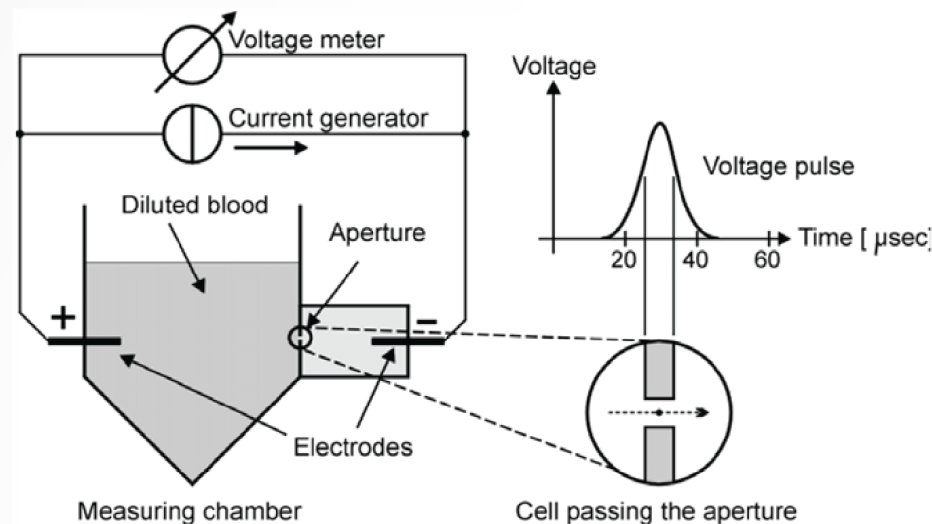 Voltage meter
Current generator
Diluted blood
Aperture
+
−
Electrodes
Measuring chamber
Voltage
Voltage pulse
Time [ µsec]
20 40 60
Cell passing the aperture